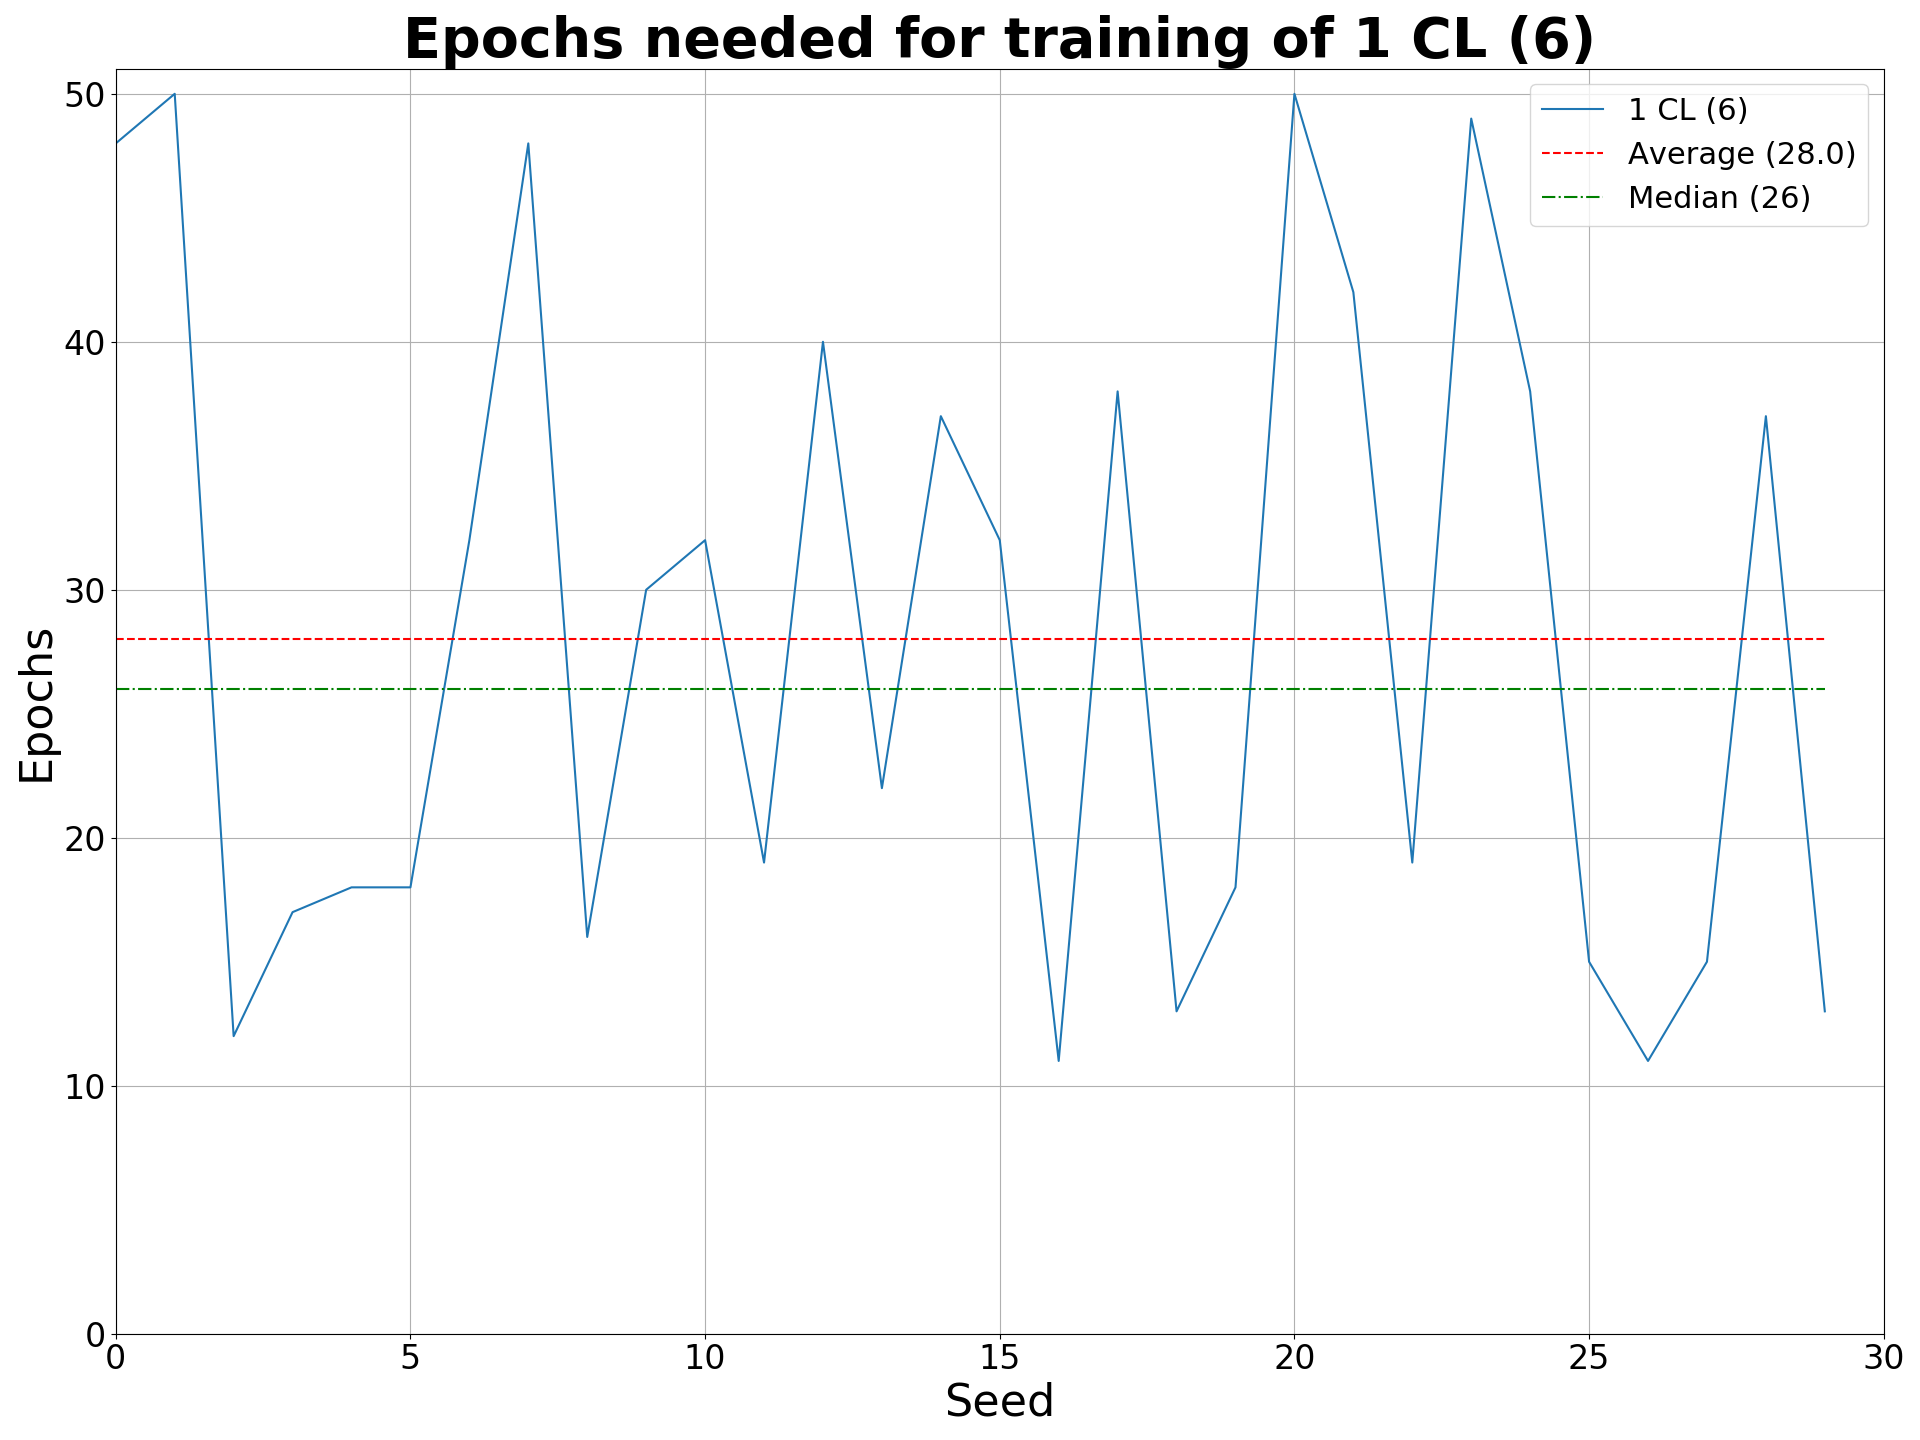 Epochs needed for training of 1 CL (6)
1 CL (6)
Average (28.0)
Median (26)
50
40
30
20
10
0
Epochs
0 5 10 15 20 25 30
Seed